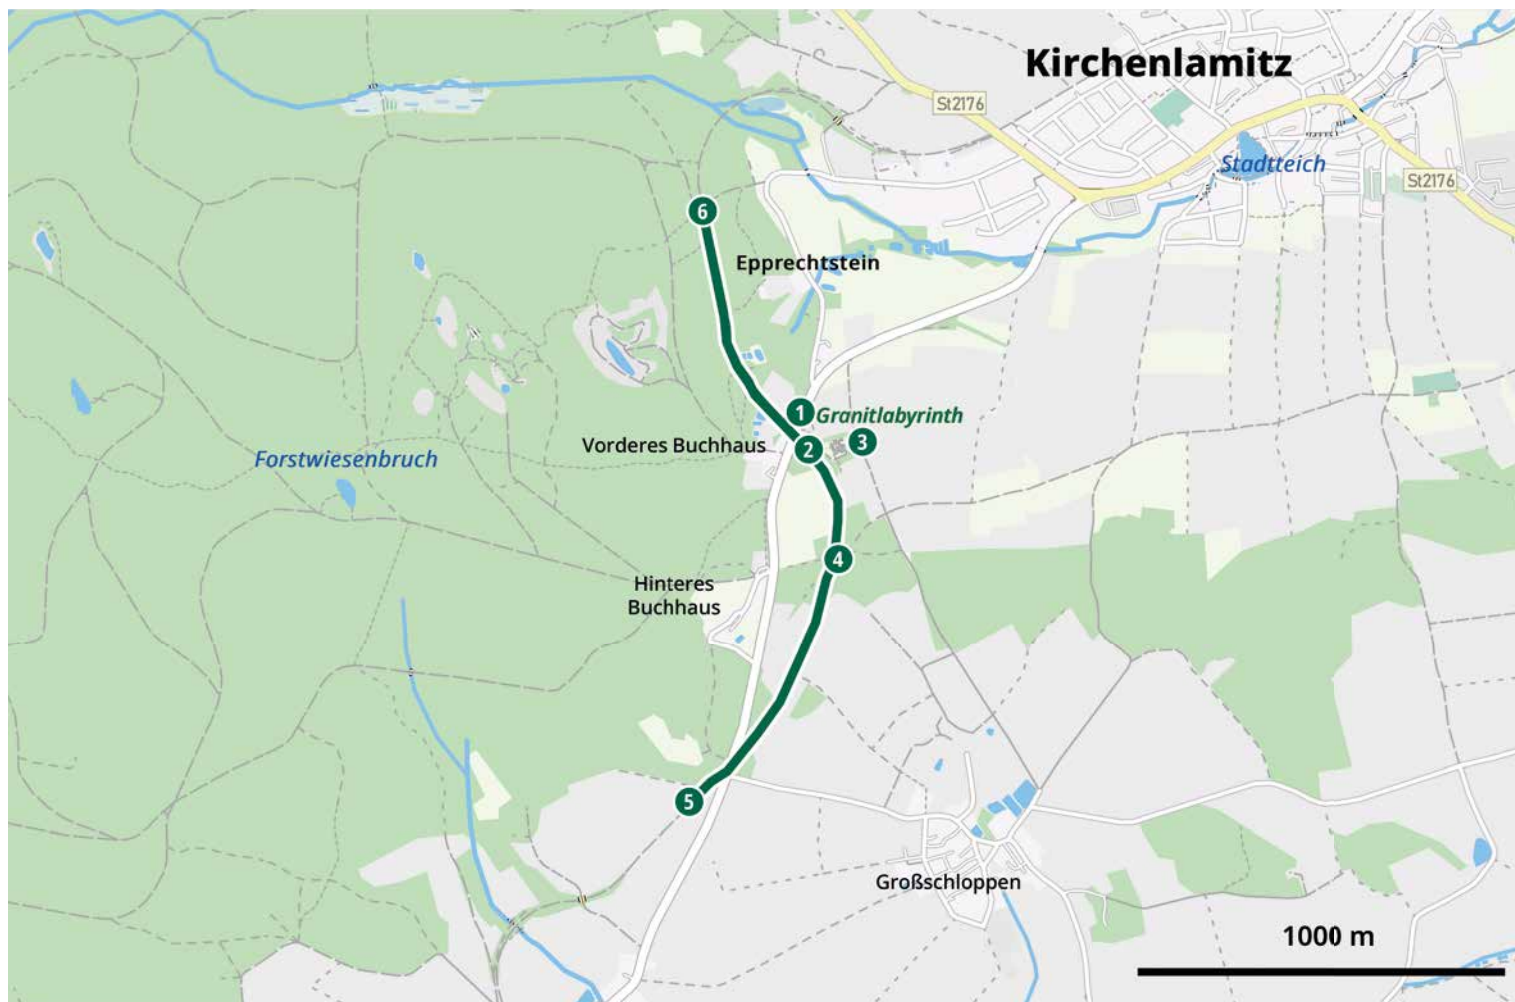 Kirchenlamitz
St2176
Stadtteich
St2176
6
Epprechtstein
1
Granitlabyrinth
Vorderes Buchhaus
2
3
Forstwiesenbruch
4
Hinteres
Buchhaus
5
Großschloppen
1000 m